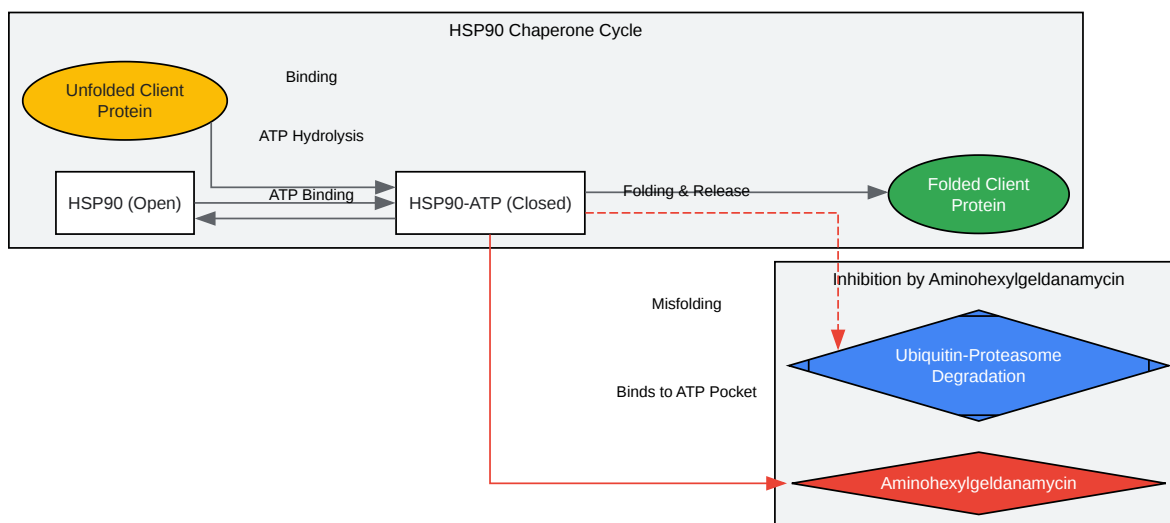 HSP90 Chaperone Cycle
Unfolded Client
Protein
Binding
ATP Hydrolysis
HSP90 (Open)
ATP Binding
HSP90-ATP (Closed)
Folding & Release
Folded Client
Protein
Inhibition by Aminohexylgeldanamycin
Misfolding
Ubiquitin-Proteasome
Degradation
Binds to ATP Pocket
Aminohexylgeldanamycin